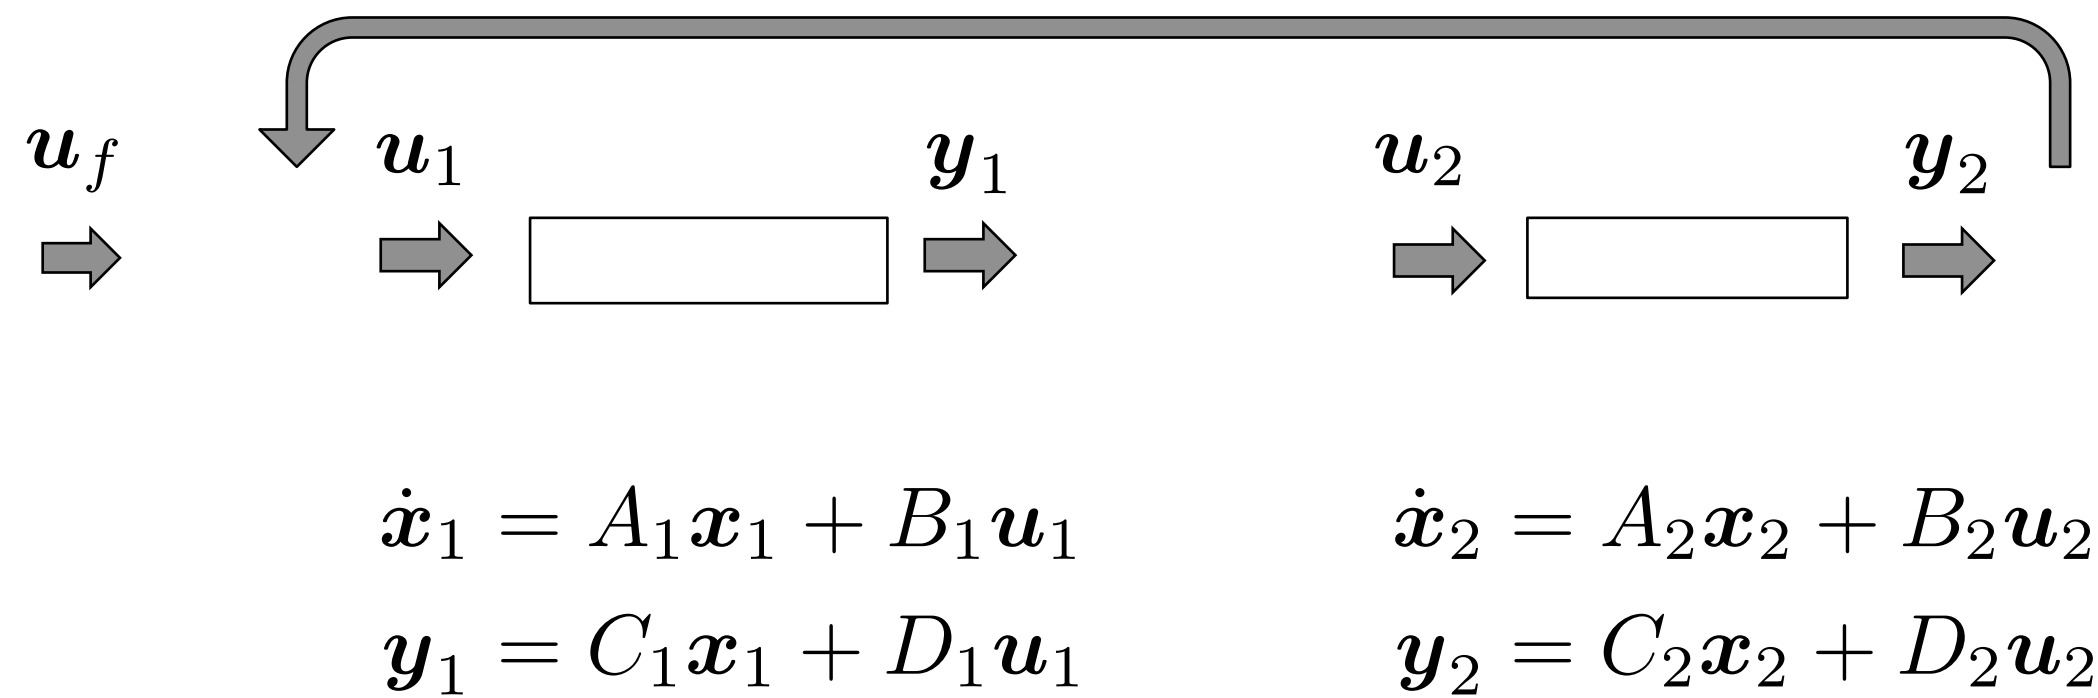 u_f u_1 y_1 u_2 y_2
ẋ_1 = A_1x_1 + B_1u_1 ẋ_2 = A_2x_2 + B_2u_2
y_1 = C_1x_1 + D_1u_1 y_2 = C_2x_2 + D_2u_2